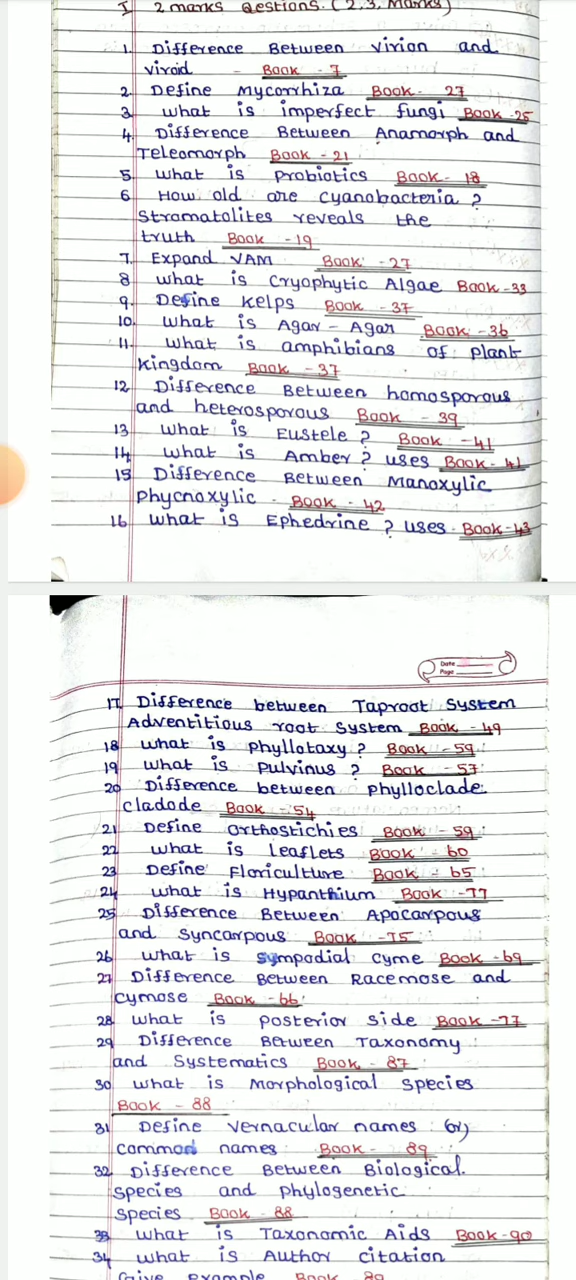 I 2 marks Qestions. (2.3. Marks)
1. Difference Between virion and
viroid - Book - 7
2. Define Mycorrhiza Book - 27
3 what is imperfect fungi Book - 25
4. Difference Between Anamorph and
Teleomorph Book - 21
5. what is probiotics Book - 18
6 How old are cyanobacteria ?
stromatolites reveals the
truth Book - 19
7. Expand VAM Book - 27
8 what is Cryophytic Algae Book - 33
9. Define kelps Book - 37
10. what is Agar - Agar Book - 36
11. what is amphibians of plant
kingdom Book - 37
12 Difference Between homosporous
and heterosporous Book - 39
13 what is Eustele ? Book - 41
14 what is Amber ? uses Book - 41
15 Difference Between Manoxylic
phycnoxylic - Book - 42
16 what is Ephedrine ? uses. Book - 43
Date
Page
17 Difference between Taproot System
Adventitious root System Book - 49
18 what is phyllotaxy ? Book - 59
19 what is Pulvinus ? Book - 57
20 Difference between phylloclade
cladode Book - 54
21 Define orthostichies Book - 59
22 what is leaflets Book - 60
23 Define Floriculture Book - 65
24 what is Hypanthium Book - 77
25 Difference Between Apocarpous
and Syncarpous Book - 75
26 what is Sympodial cyme Book - 69
27 Difference Between Racemose and
cymose Book - 66
28 what is posterior side Book - 77
29 Difference Between Taxonomy
and Systematics Book - 87
30 what is Morphological species
Book - 88
31 Define vernacular names (or)
common names Book - 89
32 Difference Between Biological.
species and phylogenetic
species Book - 88
33 what is Taxonomic Aids Book - 90
34 what is Author citation
Give example Book 89